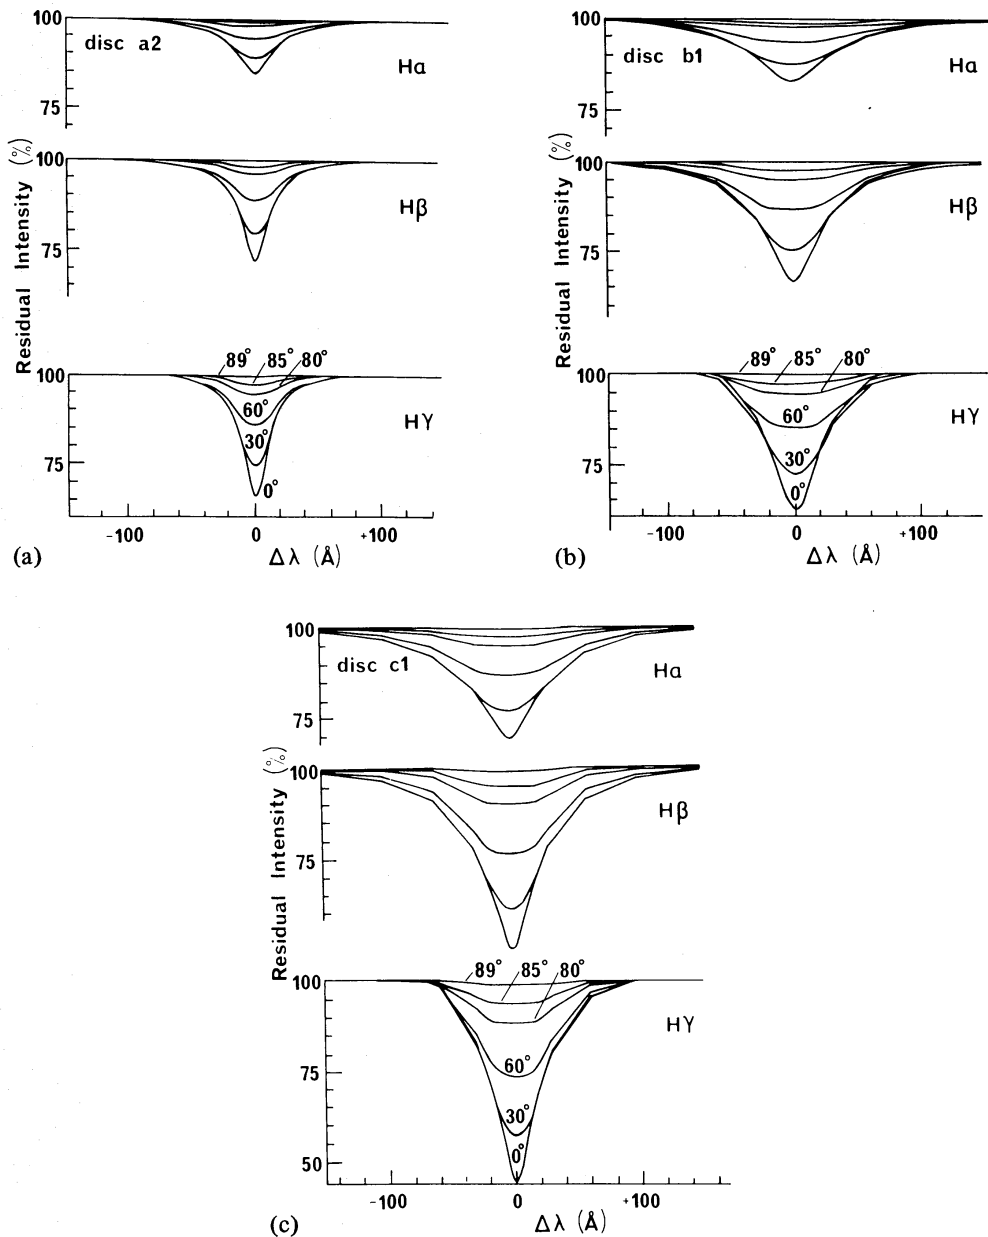 100
disc a2
Hα
75
100
Hβ
75
Residual Intensity (%)
89° 85° 80°
100
60°
Hγ
30°
75
0°
-100 0 +100
(a) Δλ (Å)
100
disc b1
Hα
75
100
Hβ
75
Residual Intensity (%)
89° 85° 80°
100
60°
Hγ
30°
75
0°
-100 0 +100
(b) Δλ (Å)
100
disc c1
Hα
75
100
Hβ
75
Residual Intensity (%)
89° 85° 80°
100
Hγ
75
60°
30°
0°
50
-100 0 +100
(c) Δλ (Å)